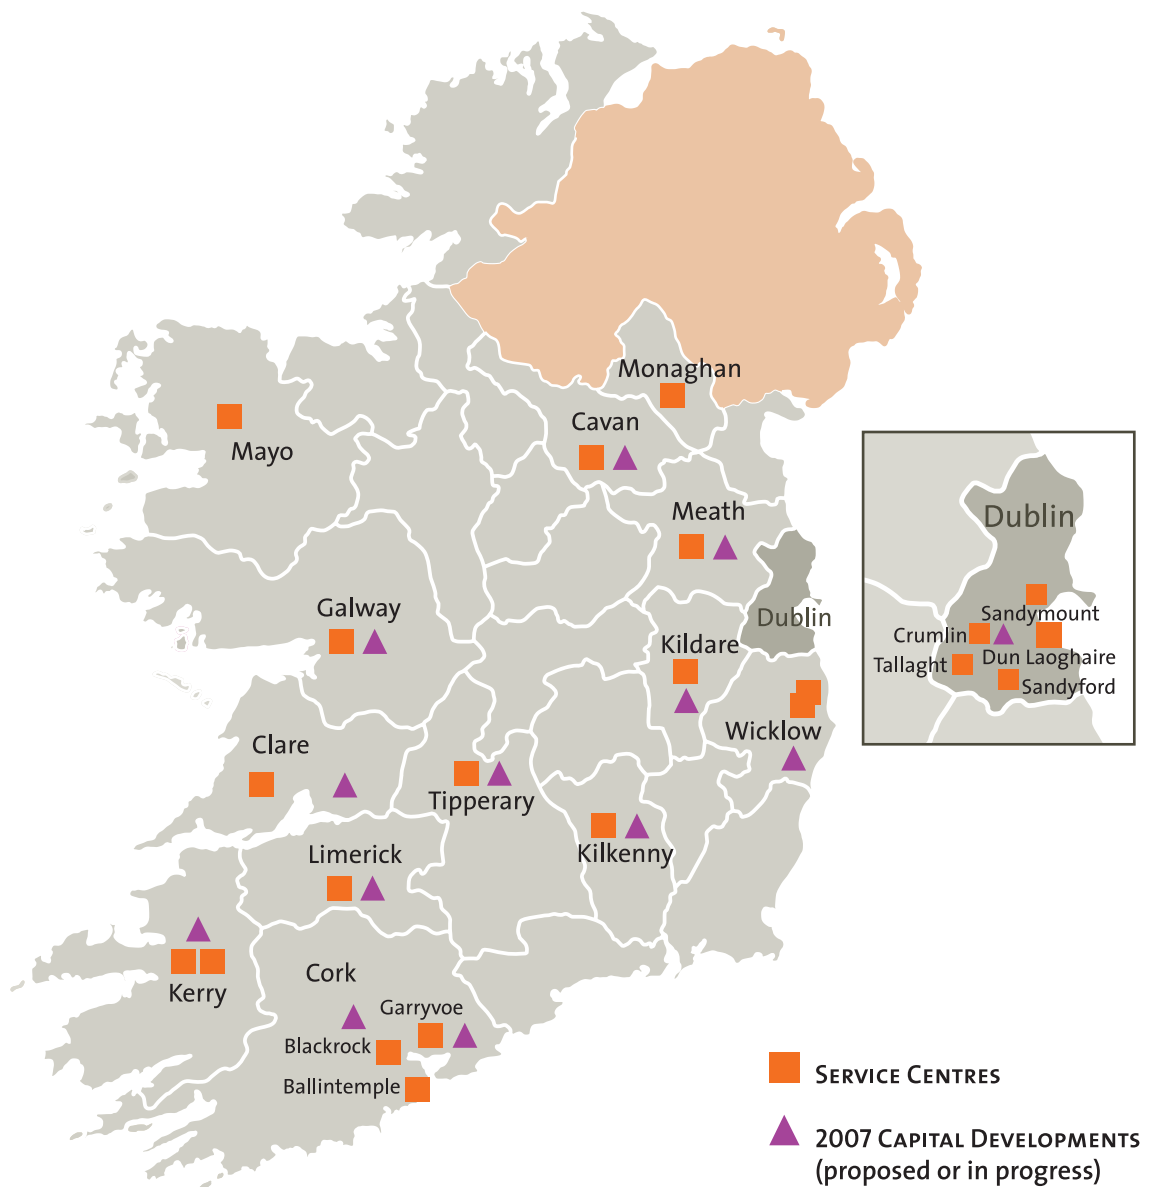 Monaghan
Cavan
Mayo
Meath
Dublin
Galway
Dublin
Sandymount
Kildare
Crumlin
Dun Laoghaire
Tallaght
Sandyford
Wicklow
Clare
Tipperary
Limerick
Kilkenny
Cork
Kerry
Garryvoe
Blackrock
Ballintemple
SERVICE CENTRES
2007 CAPITAL DEVELOPMENTS
(proposed or in progress)